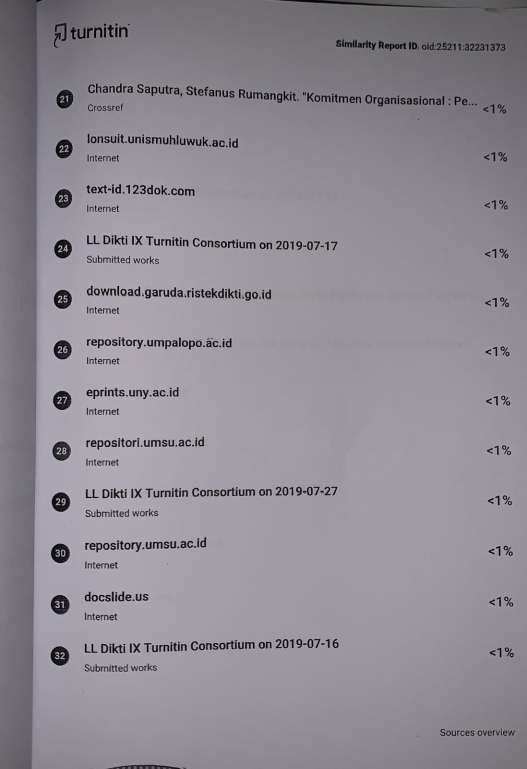 turnitin
Similarity Report ID: oid:25211:32231373
21
Chandra Saputra, Stefanus Rumangkit. "Komitmen Organisasional : Pe...
Crossref
<1%
22
lonsuit.unismuhluwuk.ac.id
Internet
<1%
23
text-id.123dok.com
Internet
<1%
24
LL Dikti IX Turnitin Consortium on 2019-07-17
Submitted works
<1%
25
download.garuda.ristekdikti.go.id
Internet
<1%
26
repository.umpalopo.ac.id
Internet
<1%
27
eprints.uny.ac.id
Internet
<1%
28
repositori.umsu.ac.id
Internet
<1%
29
LL Dikti IX Turnitin Consortium on 2019-07-27
Submitted works
<1%
30
repository.umsu.ac.id
Internet
<1%
31
docslide.us
Internet
<1%
32
LL Dikti IX Turnitin Consortium on 2019-07-16
Submitted works
<1%
Sources overview